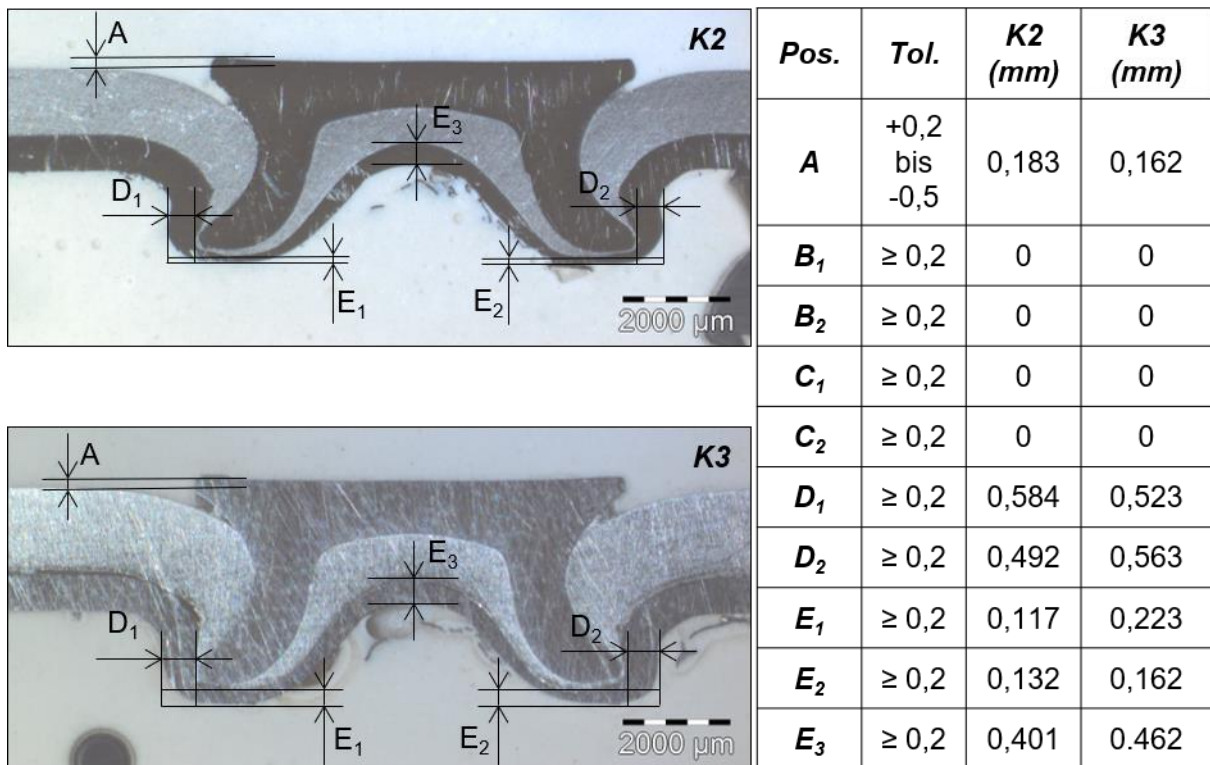 A
K2
E3
D1
D2
E1
E2
2000 µm
A
K3
E3
D1
D2
E1
E2
2000 µm
Pos. Tol. K2 (mm) K3 (mm)
A +0,2 bis -0,5 0,183 0,162
B1 ≥ 0,2 0 0
B2 ≥ 0,2 0 0
C1 ≥ 0,2 0 0
C2 ≥ 0,2 0 0
D1 ≥ 0,2 0,584 0,523
D2 ≥ 0,2 0,492 0,563
E1 ≥ 0,2 0,117 0,223
E2 ≥ 0,2 0,132 0,162
E3 ≥ 0,2 0,401 0.462